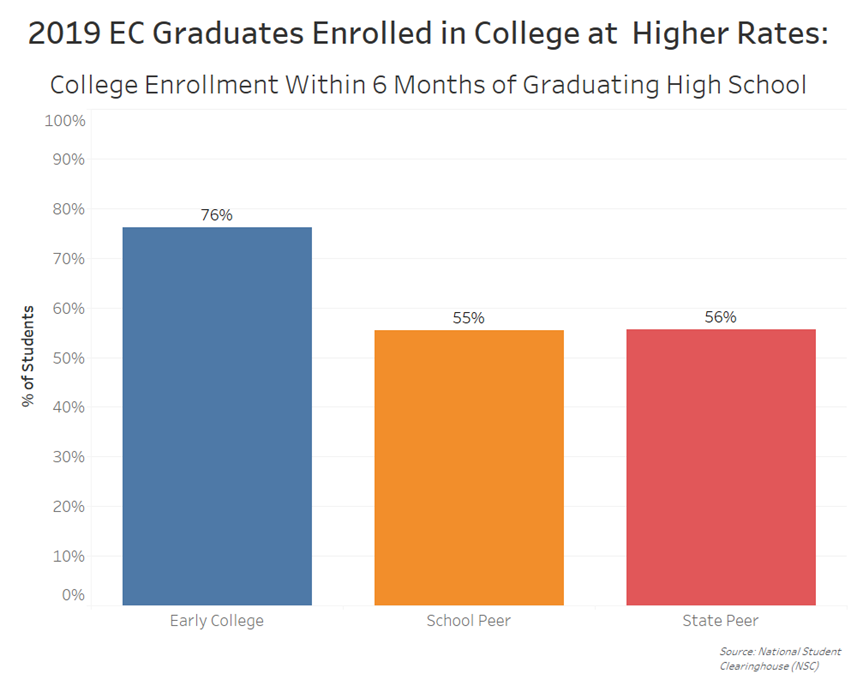 2019 EC Graduates Enrolled in College at  Higher Rates:
College Enrollment Within 6 Months of Graduating High School
% of Students
100%
90%
80%
70%
60%
50%
40%
30%
20%
10%
0%
76%
55%
56%
Early College
School Peer
State Peer
Source: National Student
Clearinghouse (NSC)